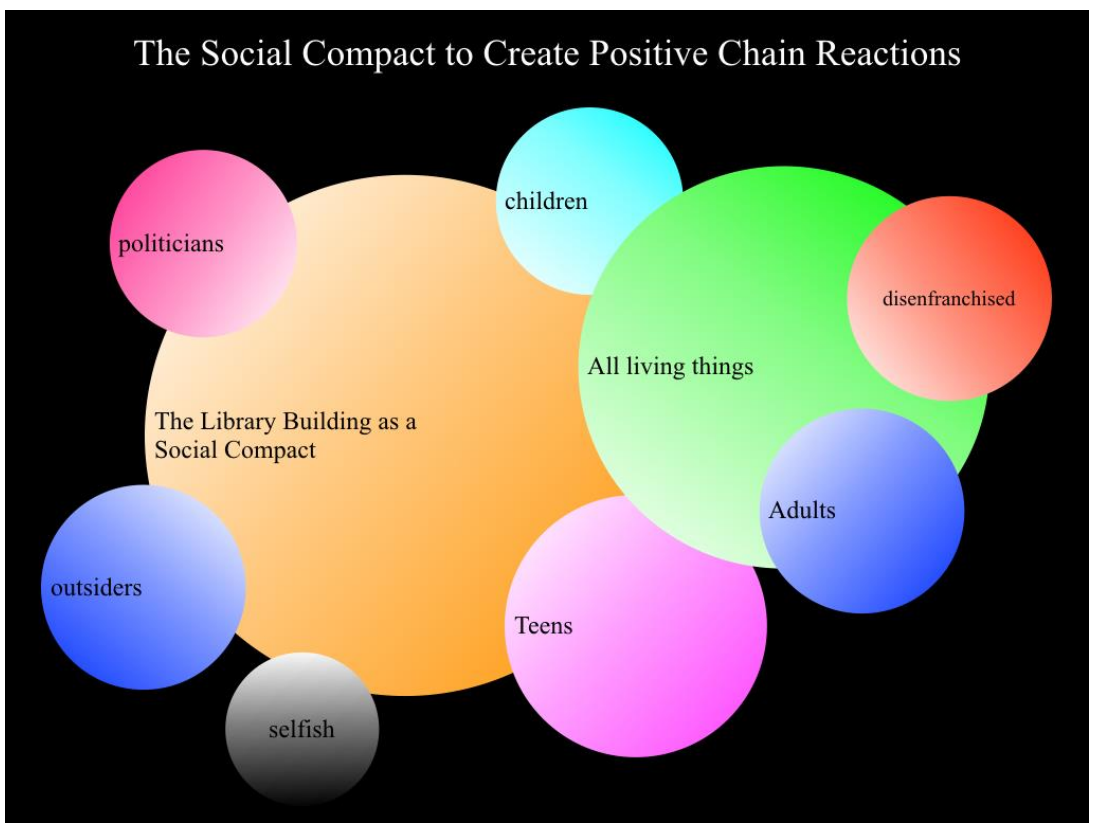 The Social Compact to Create Positive Chain Reactions
children
politicians
disenfranchised
All living things
The Library Building as a
Social Compact
Adults
outsiders
Teens
selfish